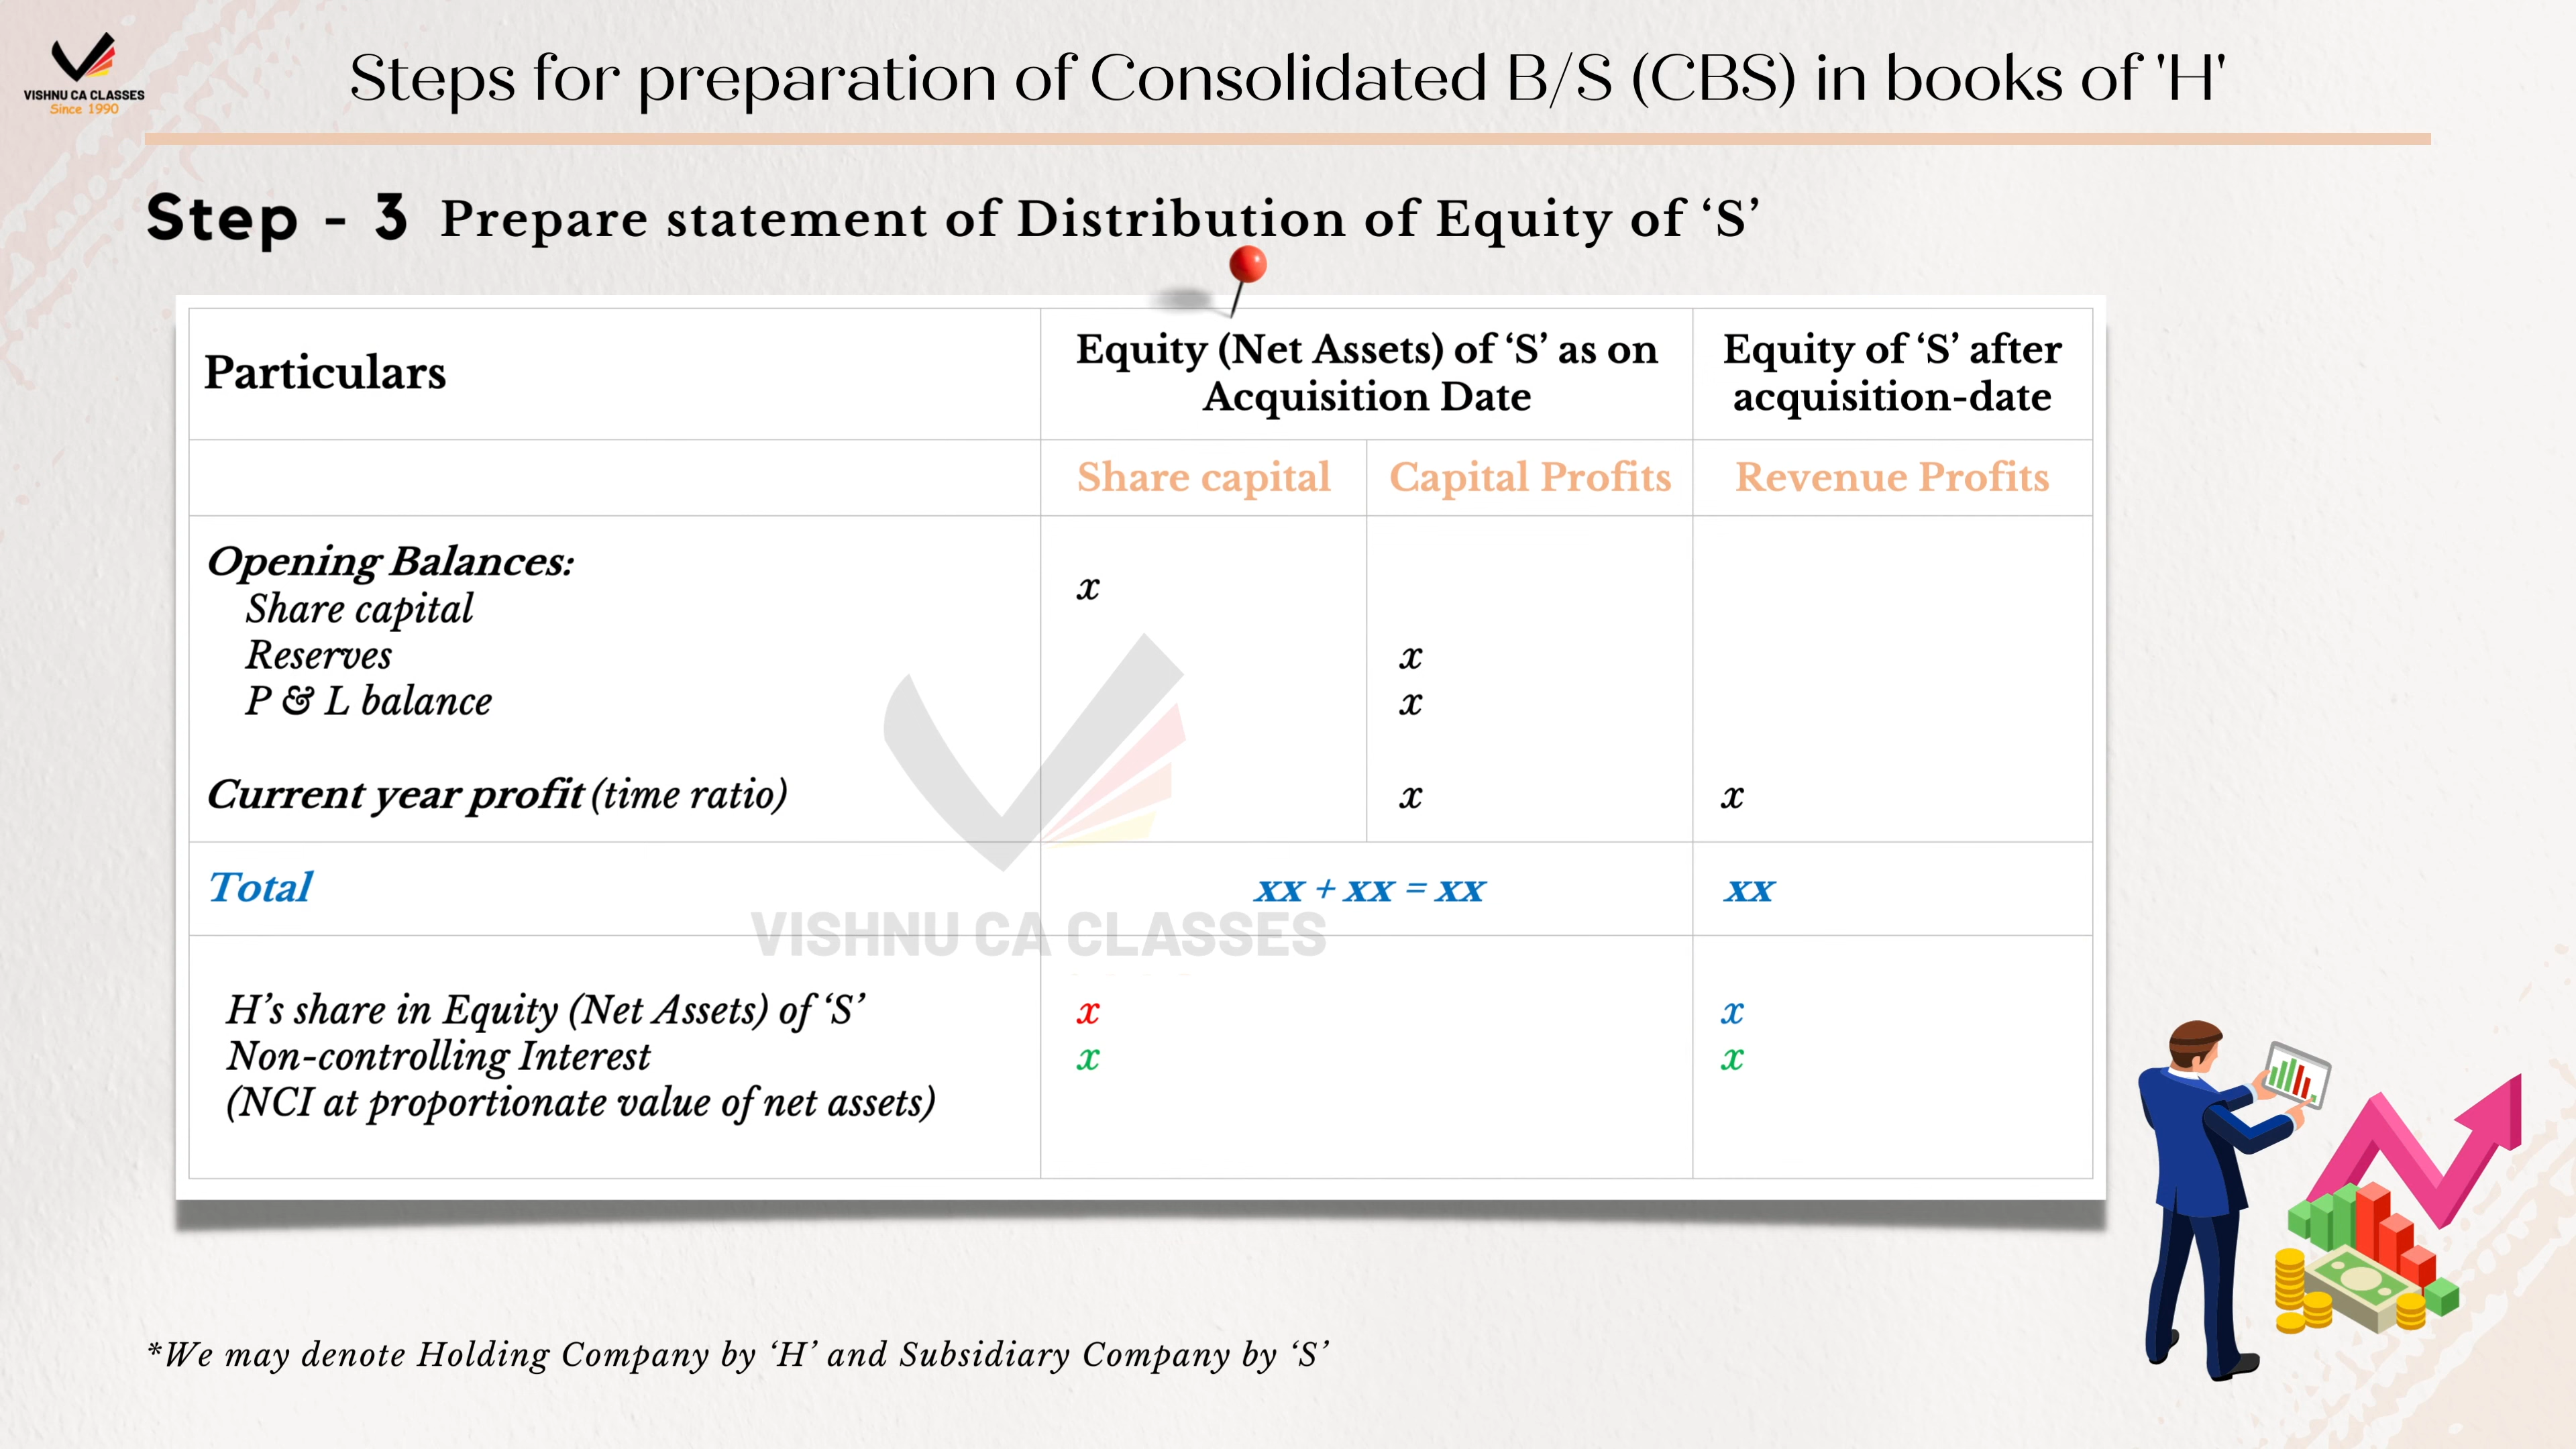 VISHNU CA CLASSES
Since 1990
Steps for preparation of Consolidated B/S (CBS) in books of 'H'
Step - 3 Prepare statement of Distribution of Equity of ‘S’
Particulars
Equity (Net Assets) of ‘S’ as on
Acquisition Date
Equity of ‘S’ after
acquisition-date
Share capital
Capital Profits
Revenue Profits
Opening Balances:
Share capital x
Reserves x
P & L balance x
Current year profit (time ratio) x x
Total xx + xx = xx xx
VISHNU CA CLASSES
H’s share in Equity (Net Assets) of ‘S’ x x
Non-controlling Interest x x
(NCI at proportionate value of net assets)
*We may denote Holding Company by ‘H’ and Subsidiary Company by ‘S’